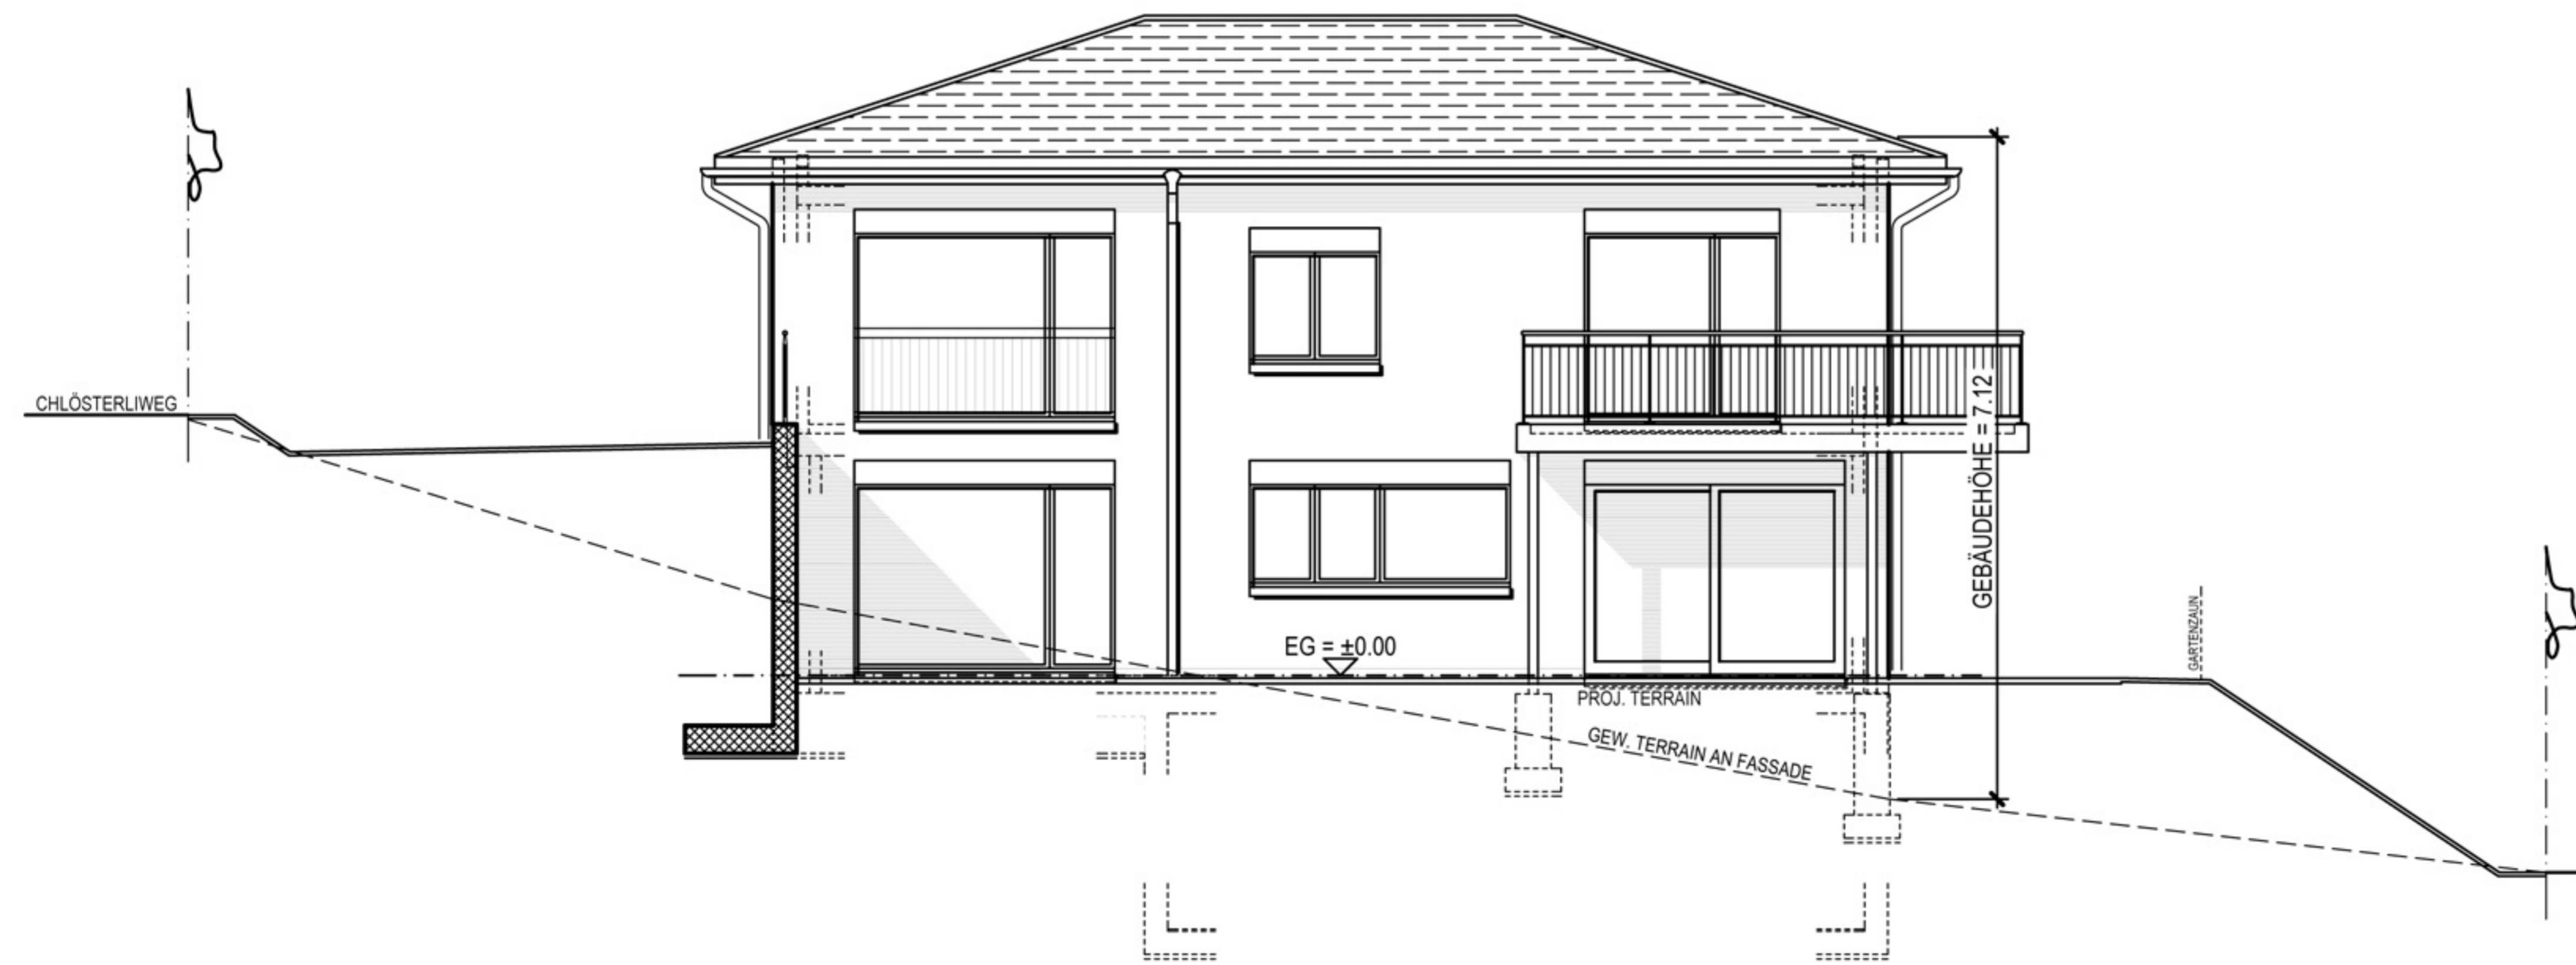 CHLÖSTERLIWEG
GEBÄUDEHÖHE = 7.12
GARTENZAUN
EG = ±0.00
PROJ. TERRAIN
GEW. TERRAIN AN FASSADE